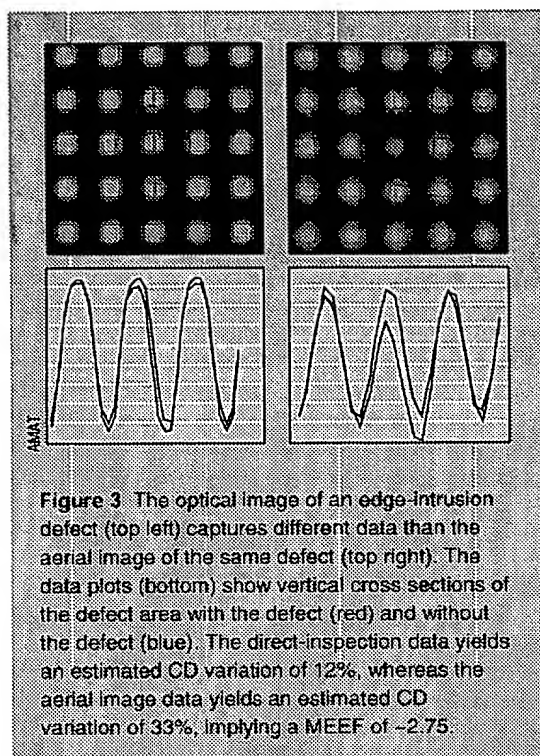 AMAT
Figure 3 The optical image of an edge-intrusion
defect (top left) captures different data than the
aerial image of the same defect (top right). The
data plots (bottom) show vertical cross sections of
the defect area with the defect (red) and without
the defect (blue). The direct-inspection data yields
an estimated CD variation of 12%, whereas the
aerial image data yields an estimated CD
variation of 33%, implying a MEEF of ~2.75.